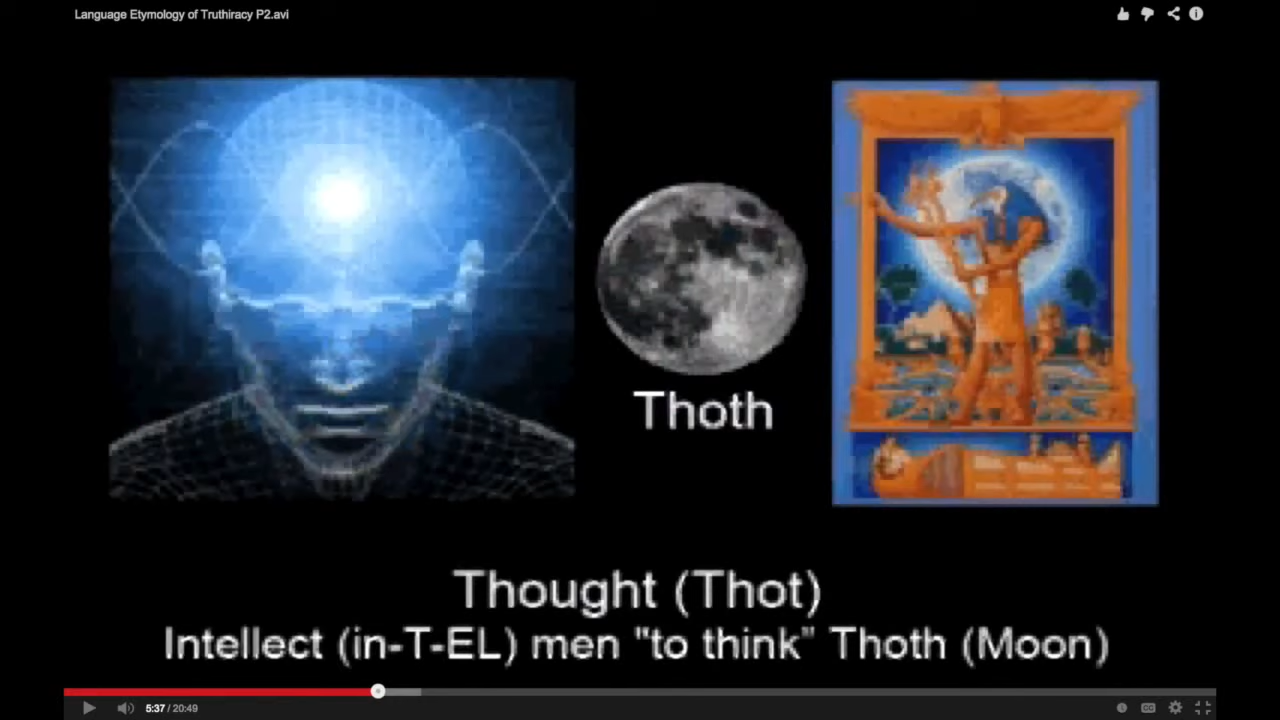 Language Etymology of Truthiracy P2.avi
Thoth
Thought (Thot)
Intellect (in-T-EL) men "to think" Thoth (Moon)
5:37 / 20:49
CC